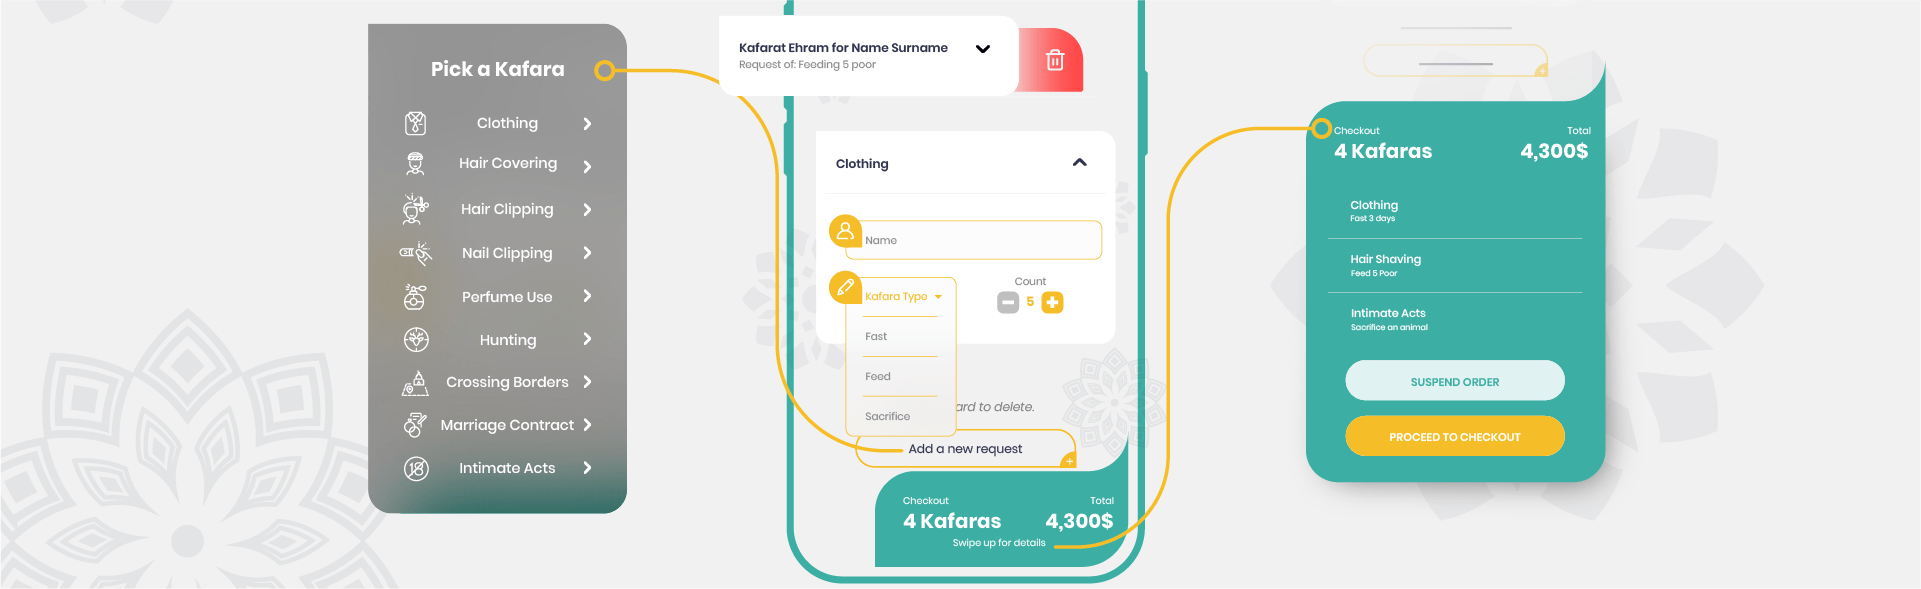 Pick a Kafara
Clothing
Hair Covering
Hair Clipping
Nail Clipping
Perfume Use
Hunting
Crossing Borders
Marriage Contract
18
Intimate Acts
Kafarat Ehram for Name Surname
Request of: Feeding 5 poor
Clothing
Name
Kafara Type
Count
5
Fast
Feed
Sacrifice
ard to delete.
Add a new request
Checkout Total
4 Kafaras 4,300$
Swipe up for details
Checkout Total
4 Kafaras 4,300$
Clothing
Fast 3 days
Hair Shaving
Feed 5 Poor
Intimate Acts
Sacrifice an animal
SUSPEND ORDER
PROCEED TO CHECKOUT